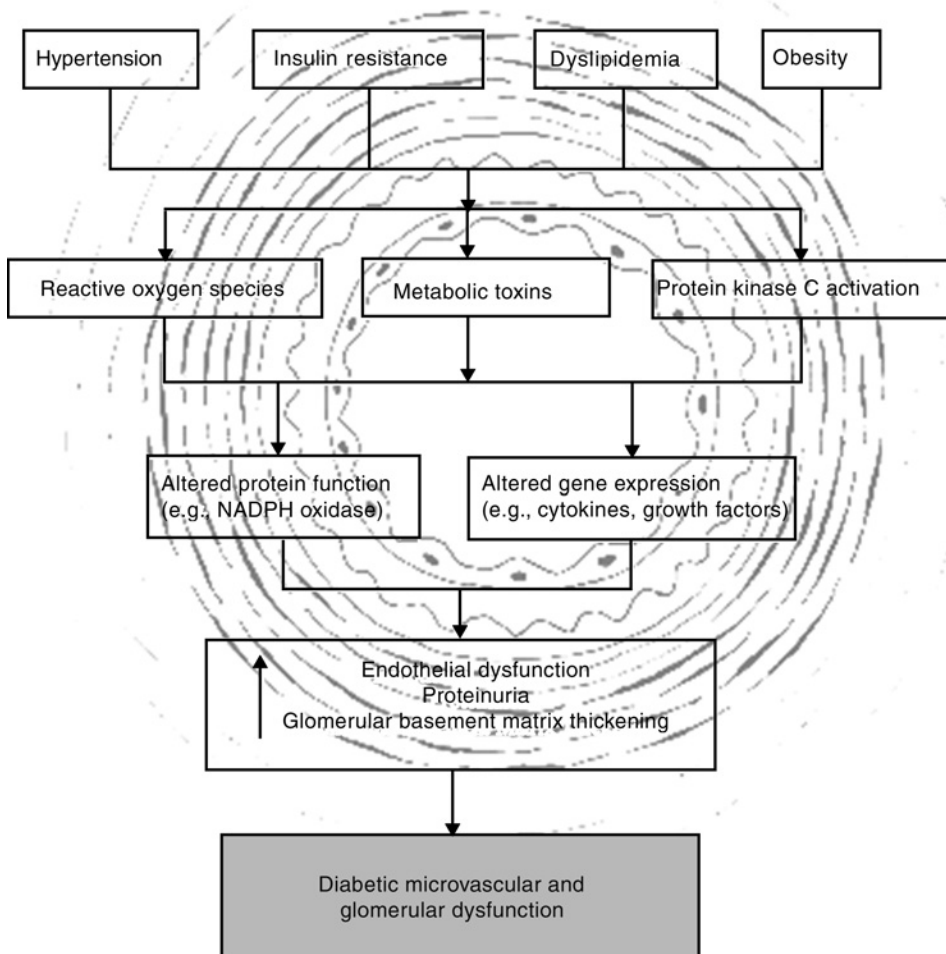 Hypertension
Insulin resistance
Dyslipidemia
Obesity
Reactive oxygen species
Metabolic toxins
Protein kinase C activation
Altered protein function
(e.g., NADPH oxidase)
Altered gene expression
(e.g., cytokines, growth factors)
Endothelial dysfunction
Proteinuria
Glomerular basement matrix thickening
Diabetic microvascular and
glomerular dysfunction